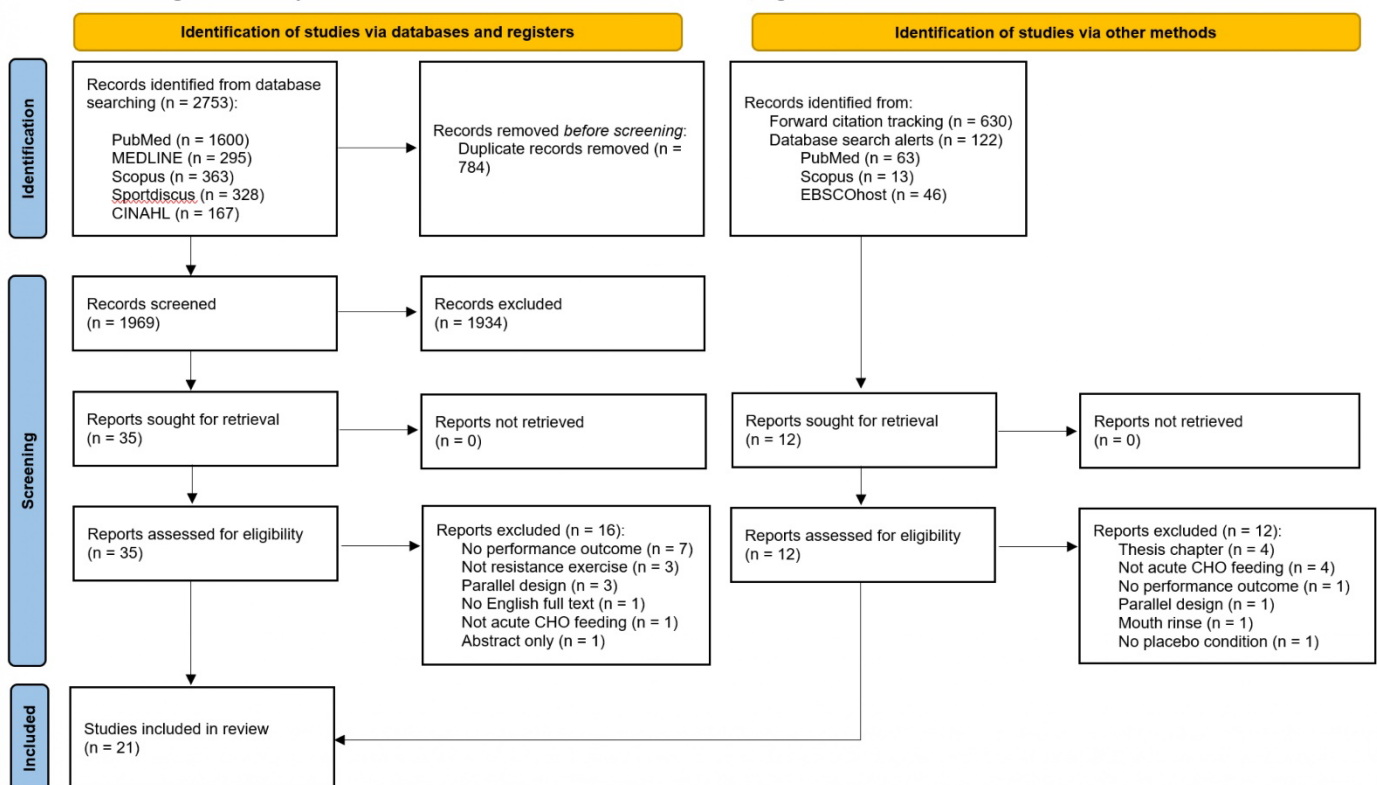 Identification of studies via databases and registers
Identification of studies via other methods
Identification
Records identified from database
searching (n = 2753):
PubMed (n = 1600)
MEDLINE (n = 295)
Scopus (n = 363)
Sportdiscus (n = 328)
CINAHL (n = 167)
Records removed before screening:
Duplicate records removed (n =
784)
Records identified from:
Forward citation tracking (n = 630)
Database search alerts (n = 122)
PubMed (n = 63)
Scopus (n = 13)
EBSCOhost (n = 46)
Screening
Records screened
(n = 1969)
Records excluded
(n = 1934)
Reports sought for retrieval
(n = 35)
Reports not retrieved
(n = 0)
Reports sought for retrieval
(n = 12)
Reports not retrieved
(n = 0)
Reports assessed for eligibility
(n = 35)
Reports excluded (n = 16):
No performance outcome (n = 7)
Not resistance exercise (n = 3)
Parallel design (n = 3)
No English full text (n = 1)
Not acute CHO feeding (n = 1)
Abstract only (n = 1)
Reports assessed for eligibility
(n = 12)
Reports excluded (n = 12):
Thesis chapter (n = 4)
Not acute CHO feeding (n = 4)
No performance outcome (n = 1)
Parallel design (n = 1)
Mouth rinse (n = 1)
No placebo condition (n = 1)
Included
Studies included in review
(n = 21)